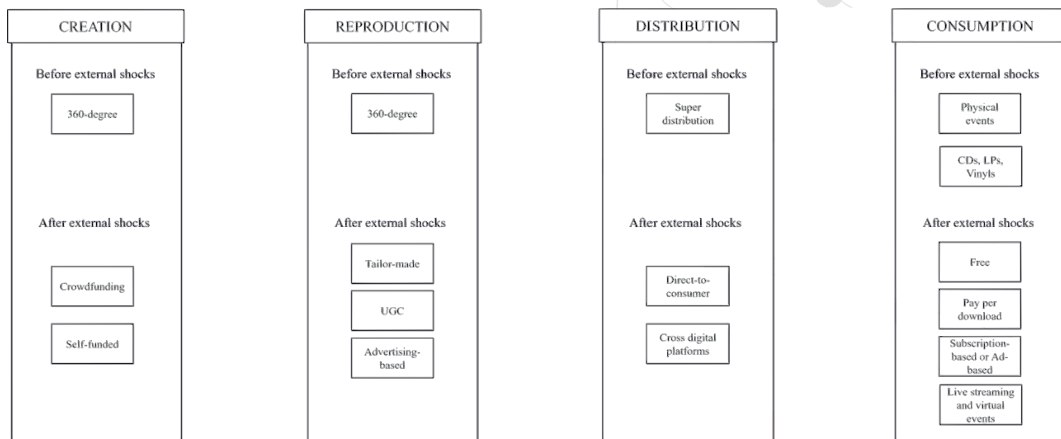 CREATION
Before external shocks
360-degree
After external shocks
Crowdfunding
Self-funded
REPRODUCTION
Before external shocks
360-degree
After external shocks
Tailor-made
UGC
Advertising-
based
DISTRIBUTION
Before external shocks
Super
distribution
After external shocks
Direct-to-
consumer
Cross digital
platforms
CONSUMPTION
Before external shocks
Physical
events
CDs, LPs,
Vinyls
After external shocks
Free
Pay per
download
Subscription-
based or Ad-
based
Live streaming
and virtual
events